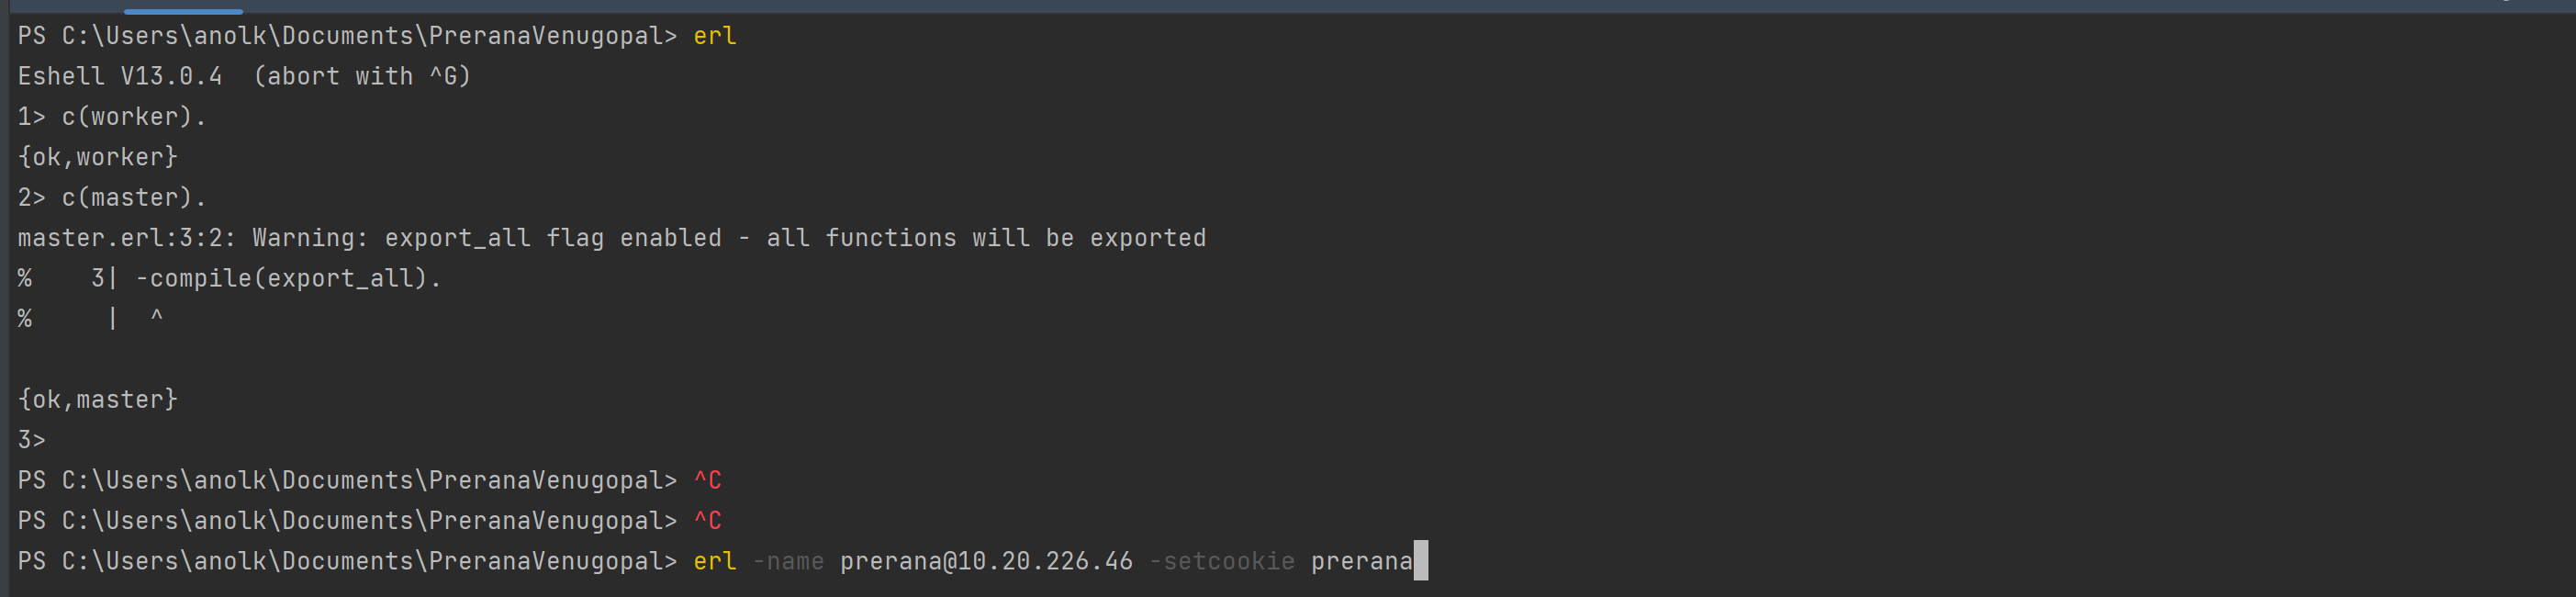 PS C:\Users\anolk\Documents\PreranaVenugopal> erl
Eshell V13.0.4  (abort with ^G)
1> c(worker).
{ok,worker}
2> c(master).
master.erl:3:2: Warning: export_all flag enabled - all functions will be exported
%    3| -compile(export_all).
%     |  ^
{ok,master}
3>
PS C:\Users\anolk\Documents\PreranaVenugopal> ^C
PS C:\Users\anolk\Documents\PreranaVenugopal> ^C
PS C:\Users\anolk\Documents\PreranaVenugopal> erl -name prerana@10.20.226.46 -setcookie prerana